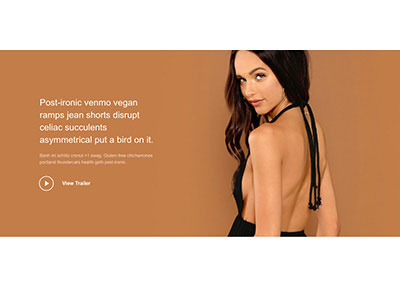 Post-ironic venmo vegan
ramps jean shorts disrupt
celiac succulents
asymmetrical put a bird on it.
Banh mi schlitz cronut +1 swag. Gluten-free chicharrones
portland thundercats health goth post-ironic.
View Trailer